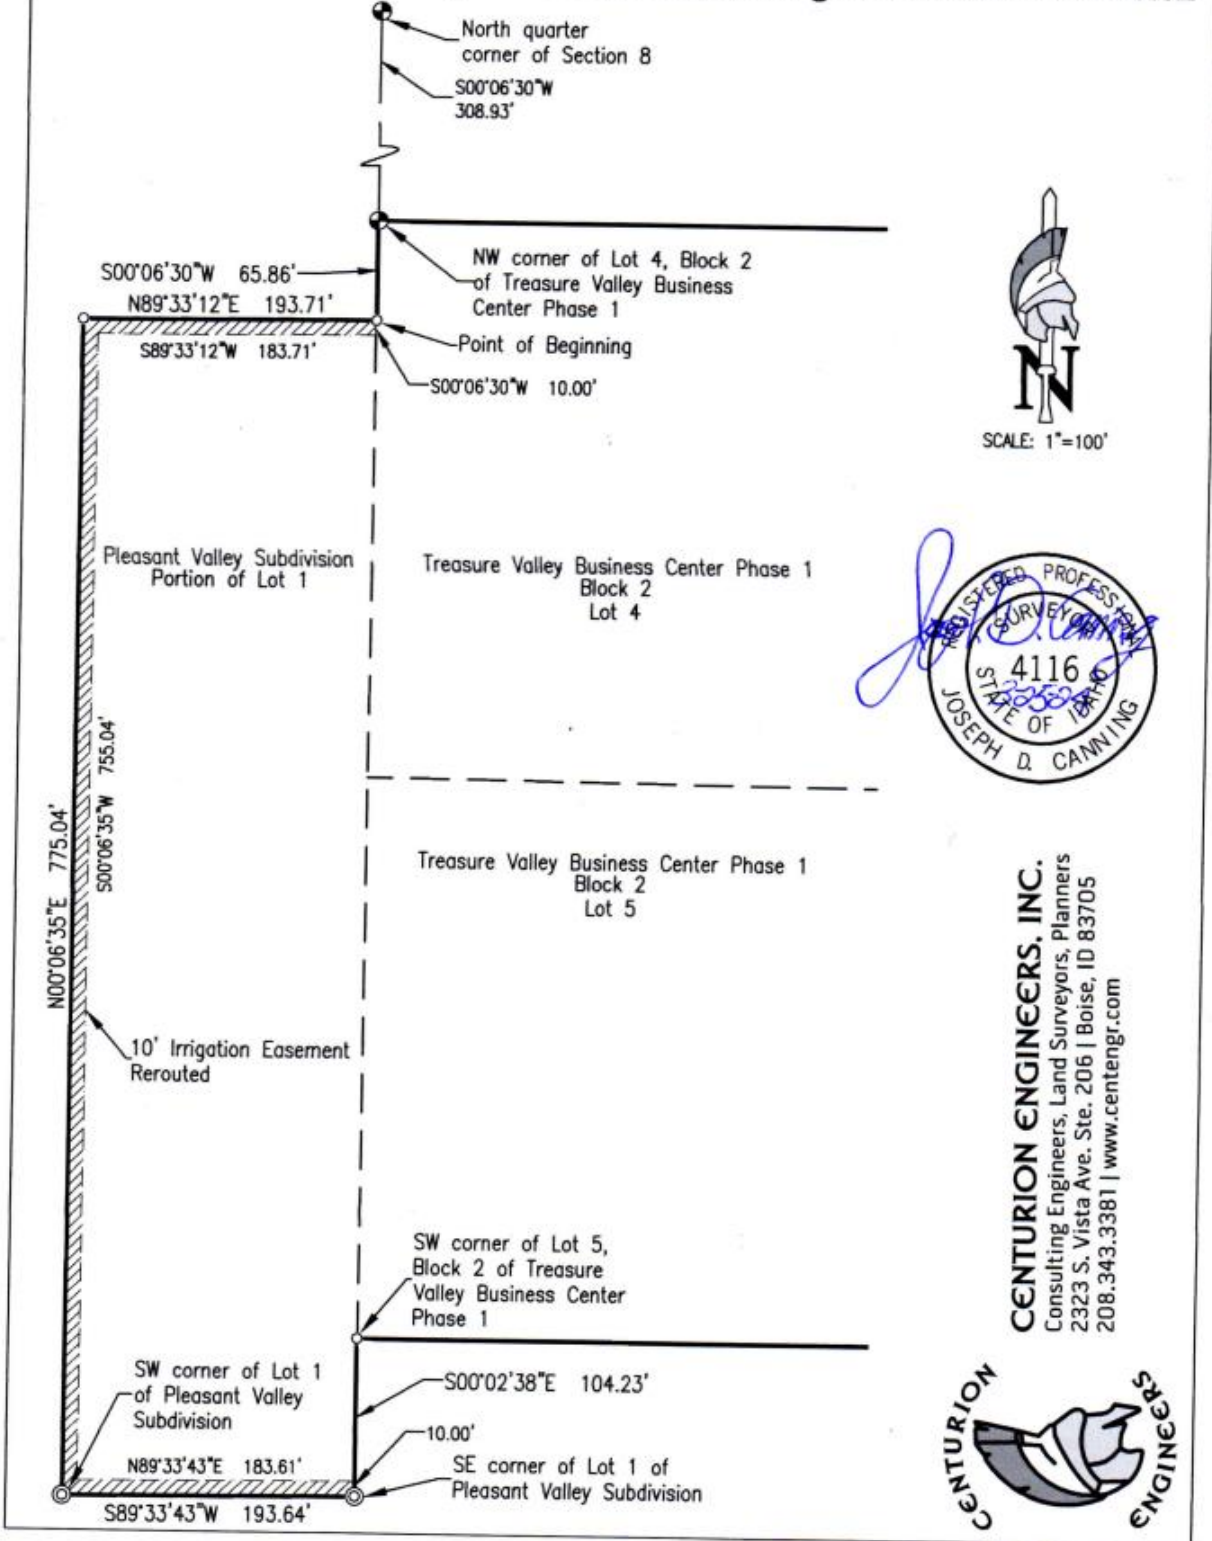 North quarter
corner of Section 8
S00°06'30"W
308.93'
NW corner of Lot 4, Block 2
of Treasure Valley Business
Center Phase 1
S00°06'30"W 65.86'
N89°33'12"E 193.71'
S89°33'12"W 183.71'
Point of Beginning
S00°06'30"W 10.00'
N
SCALE: 1"=100'
Pleasant Valley Subdivision
Portion of Lot 1
Treasure Valley Business Center Phase 1
Block 2
Lot 4
REGISTERED PROFESSIONAL
SURVEYOR
4116
STATE OF IDAHO
JOSEPH D. CANNING
N00°06'35"E 775.04'
S00°06'35"W 755.04'
Treasure Valley Business Center Phase 1
Block 2
Lot 5
10' Irrigation Easement
Rerouted
CENTURION ENGINEERS, INC.
Consulting Engineers, Land Surveyors, Planners
2323 S. Vista Ave. Ste. 206 | Boise, ID 83705
208.343.3381 | www.centengr.com
SW corner of Lot 5,
Block 2 of Treasure
Valley Business Center
Phase 1
SW corner of Lot 1
of Pleasant Valley
Subdivision
S00°02'38"E 104.23'
10.00'
N89°33'43"E 183.61'
SE corner of Lot 1 of
Pleasant Valley Subdivision
S89°33'43"W 193.64'
CENTURION
ENGINEERS